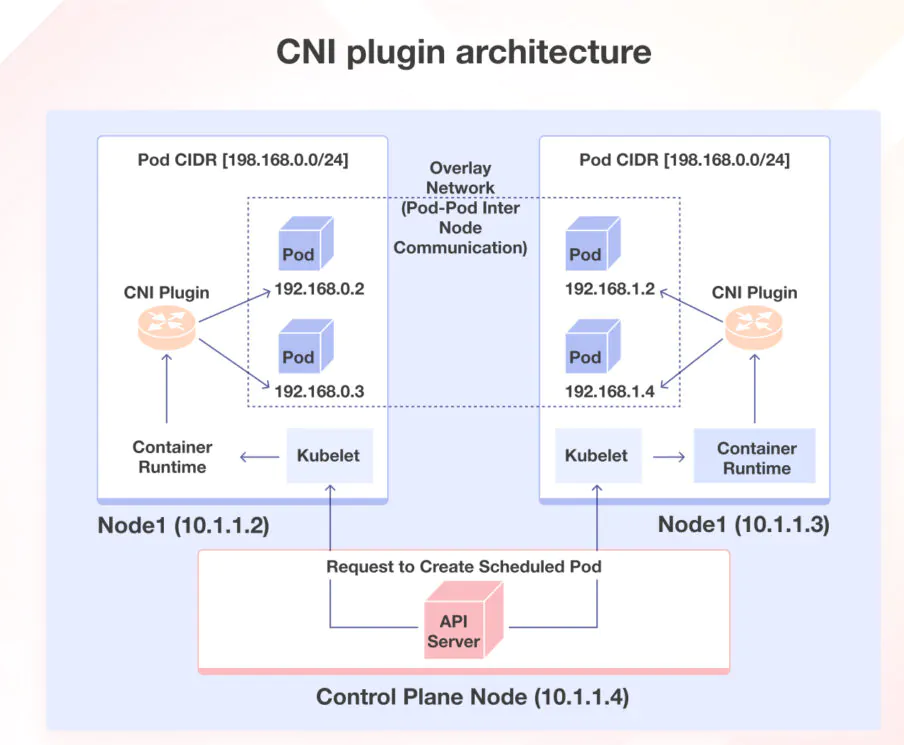 CNI plugin architecture
Pod CIDR [198.168.0.0/24]
Pod CIDR [198.168.0.0/24]
Overlay
Network
(Pod-Pod Inter
Node
Communication)
Pod
192.168.0.2
CNI Plugin
Pod
192.168.0.3
Pod
192.168.1.2
CNI Plugin
Pod
192.168.1.4
Container
Runtime
Kubelet
Kubelet
Container
Runtime
Node1 (10.1.1.2)
Node1 (10.1.1.3)
Request to Create Scheduled Pod
API
Server
Control Plane Node (10.1.1.4)